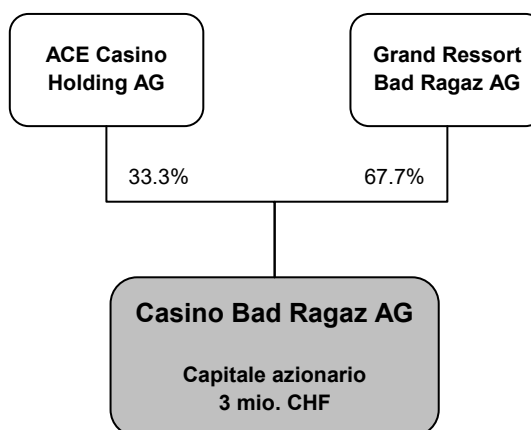 ACE Casino
Holding AG
Grand Ressort
Bad Ragaz AG
33.3%
67.7%
Casino Bad Ragaz AG
Capitale azionario
3 mio. CHF